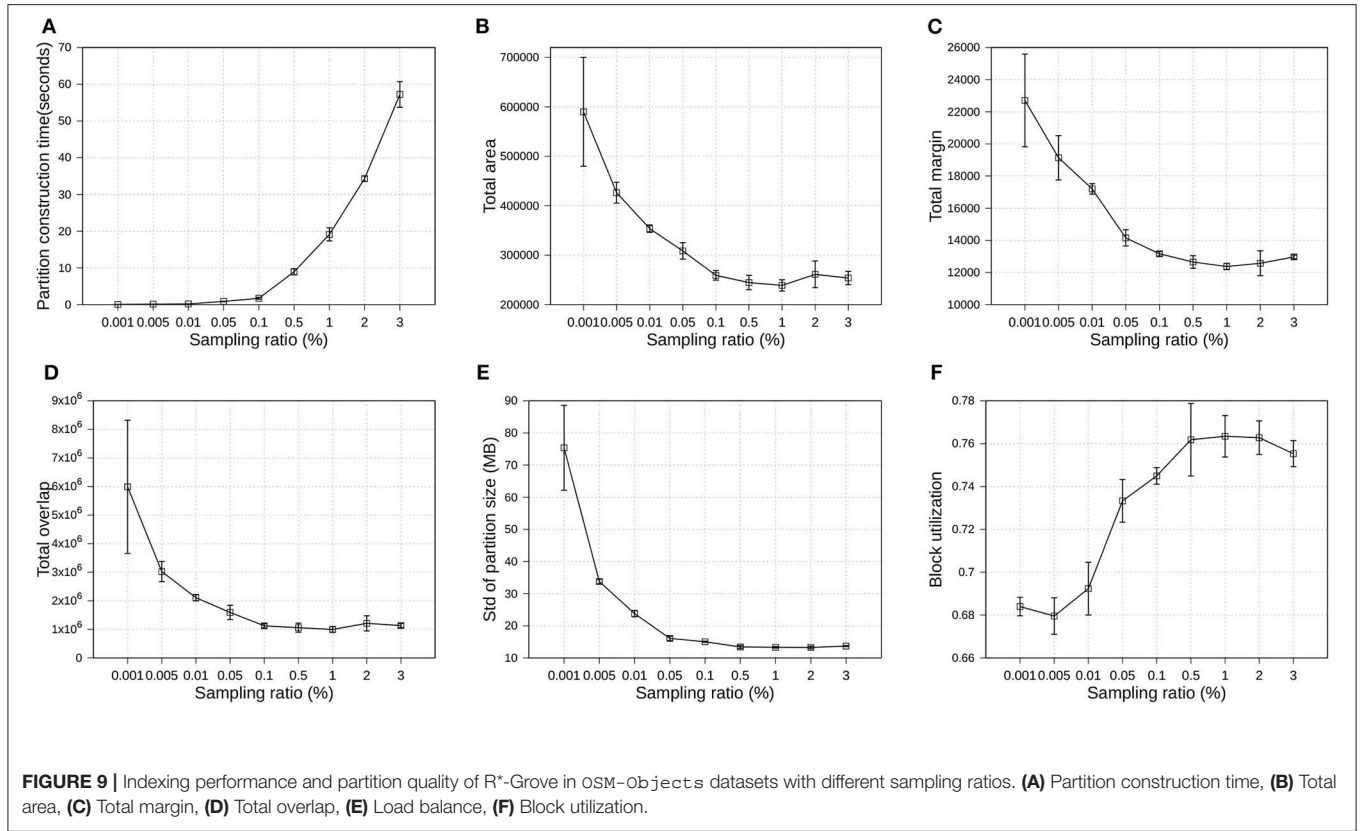 A
Partition construction time(seconds)
70
60
50
40
30
20
10
0
0.001 0.005 0.01 0.05 0.1 0.5 1 2 3
Sampling ratio (%)
B
Total area
700000
600000
500000
400000
300000
200000
0.001 0.005 0.01 0.05 0.1 0.5 1 2 3
Sampling ratio (%)
C
Total margin
26000
24000
22000
20000
18000
16000
14000
12000
10000
0.001 0.005 0.01 0.05 0.1 0.5 1 2 3
Sampling ratio (%)
D
Total overlap
9x10⁶
8x10⁶
7x10⁶
6x10⁶
5x10⁶
4x10⁶
3x10⁶
2x10⁶
1x10⁶
0
0.001 0.005 0.01 0.05 0.1 0.5 1 2 3
Sampling ratio (%)
E
Std of partition size (MB)
90
80
70
60
50
40
30
20
10
0.001 0.005 0.01 0.05 0.1 0.5 1 2 3
Sampling ratio (%)
F
Block utilization
0.78
0.76
0.74
0.72
0.7
0.68
0.66
0.001 0.005 0.01 0.05 0.1 0.5 1 2 3
Sampling ratio (%)
FIGURE 9 | Indexing performance and partition quality of R*-Grove in OSM-Objects datasets with different sampling ratios. (A) Partition construction time, (B) Total
area, (C) Total margin, (D) Total overlap, (E) Load balance, (F) Block utilization.